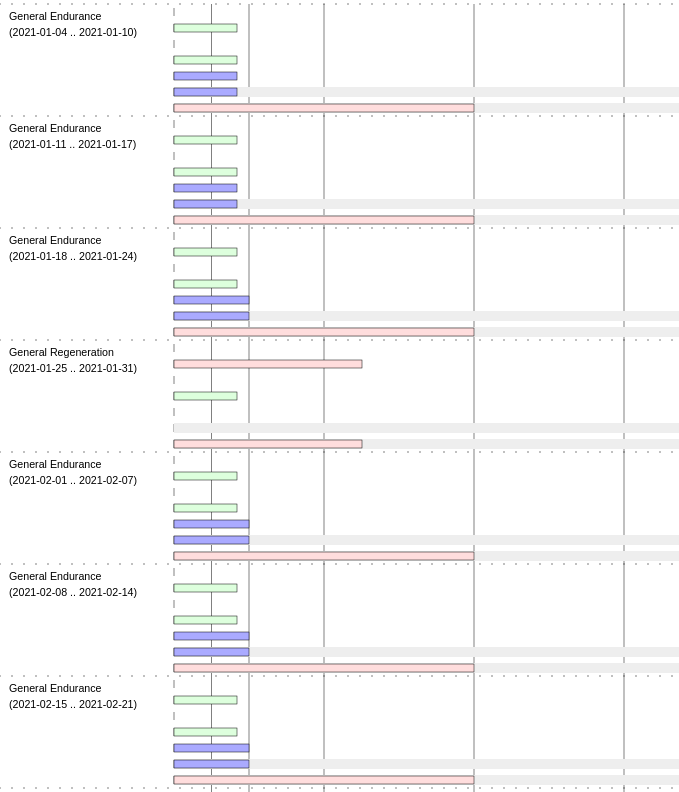 General Endurance
(2021-01-04 .. 2021-01-10)
General Endurance
(2021-01-11 .. 2021-01-17)
General Endurance
(2021-01-18 .. 2021-01-24)
General Regeneration
(2021-01-25 .. 2021-01-31)
General Endurance
(2021-02-01 .. 2021-02-07)
General Endurance
(2021-02-08 .. 2021-02-14)
General Endurance
(2021-02-15 .. 2021-02-21)